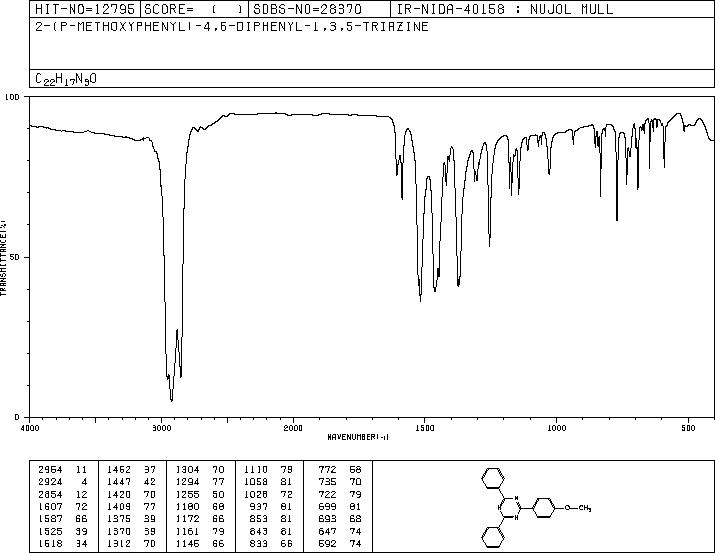 HIT-NO=12795 SCORE= ( ) SDBS-NO=28370 IR-NIDA-40158 : NUJOL MULL
2-(P-METHOXYPHENYL)-4,6-DIPHENYL-1,3,5-TRIAZINE
C22H17N3O
100
50
0
TRANSMITTANCE(%)
4000 3000 2000 1500 1000 500
WAVENUMBER(-1)
2964 11 1462 37 1304 70 1110 79 772 58
2924 4 1447 42 1294 77 1058 81 735 70
2854 12 1420 70 1255 50 1028 72 722 79
1607 72 1409 77 1180 68 937 81 699 81
1587 66 1375 39 1172 66 853 81 693 68
1525 39 1370 39 1161 79 843 81 647 74
1518 34 1312 70 1146 66 833 66 592 74
N
N
N
O
CH3